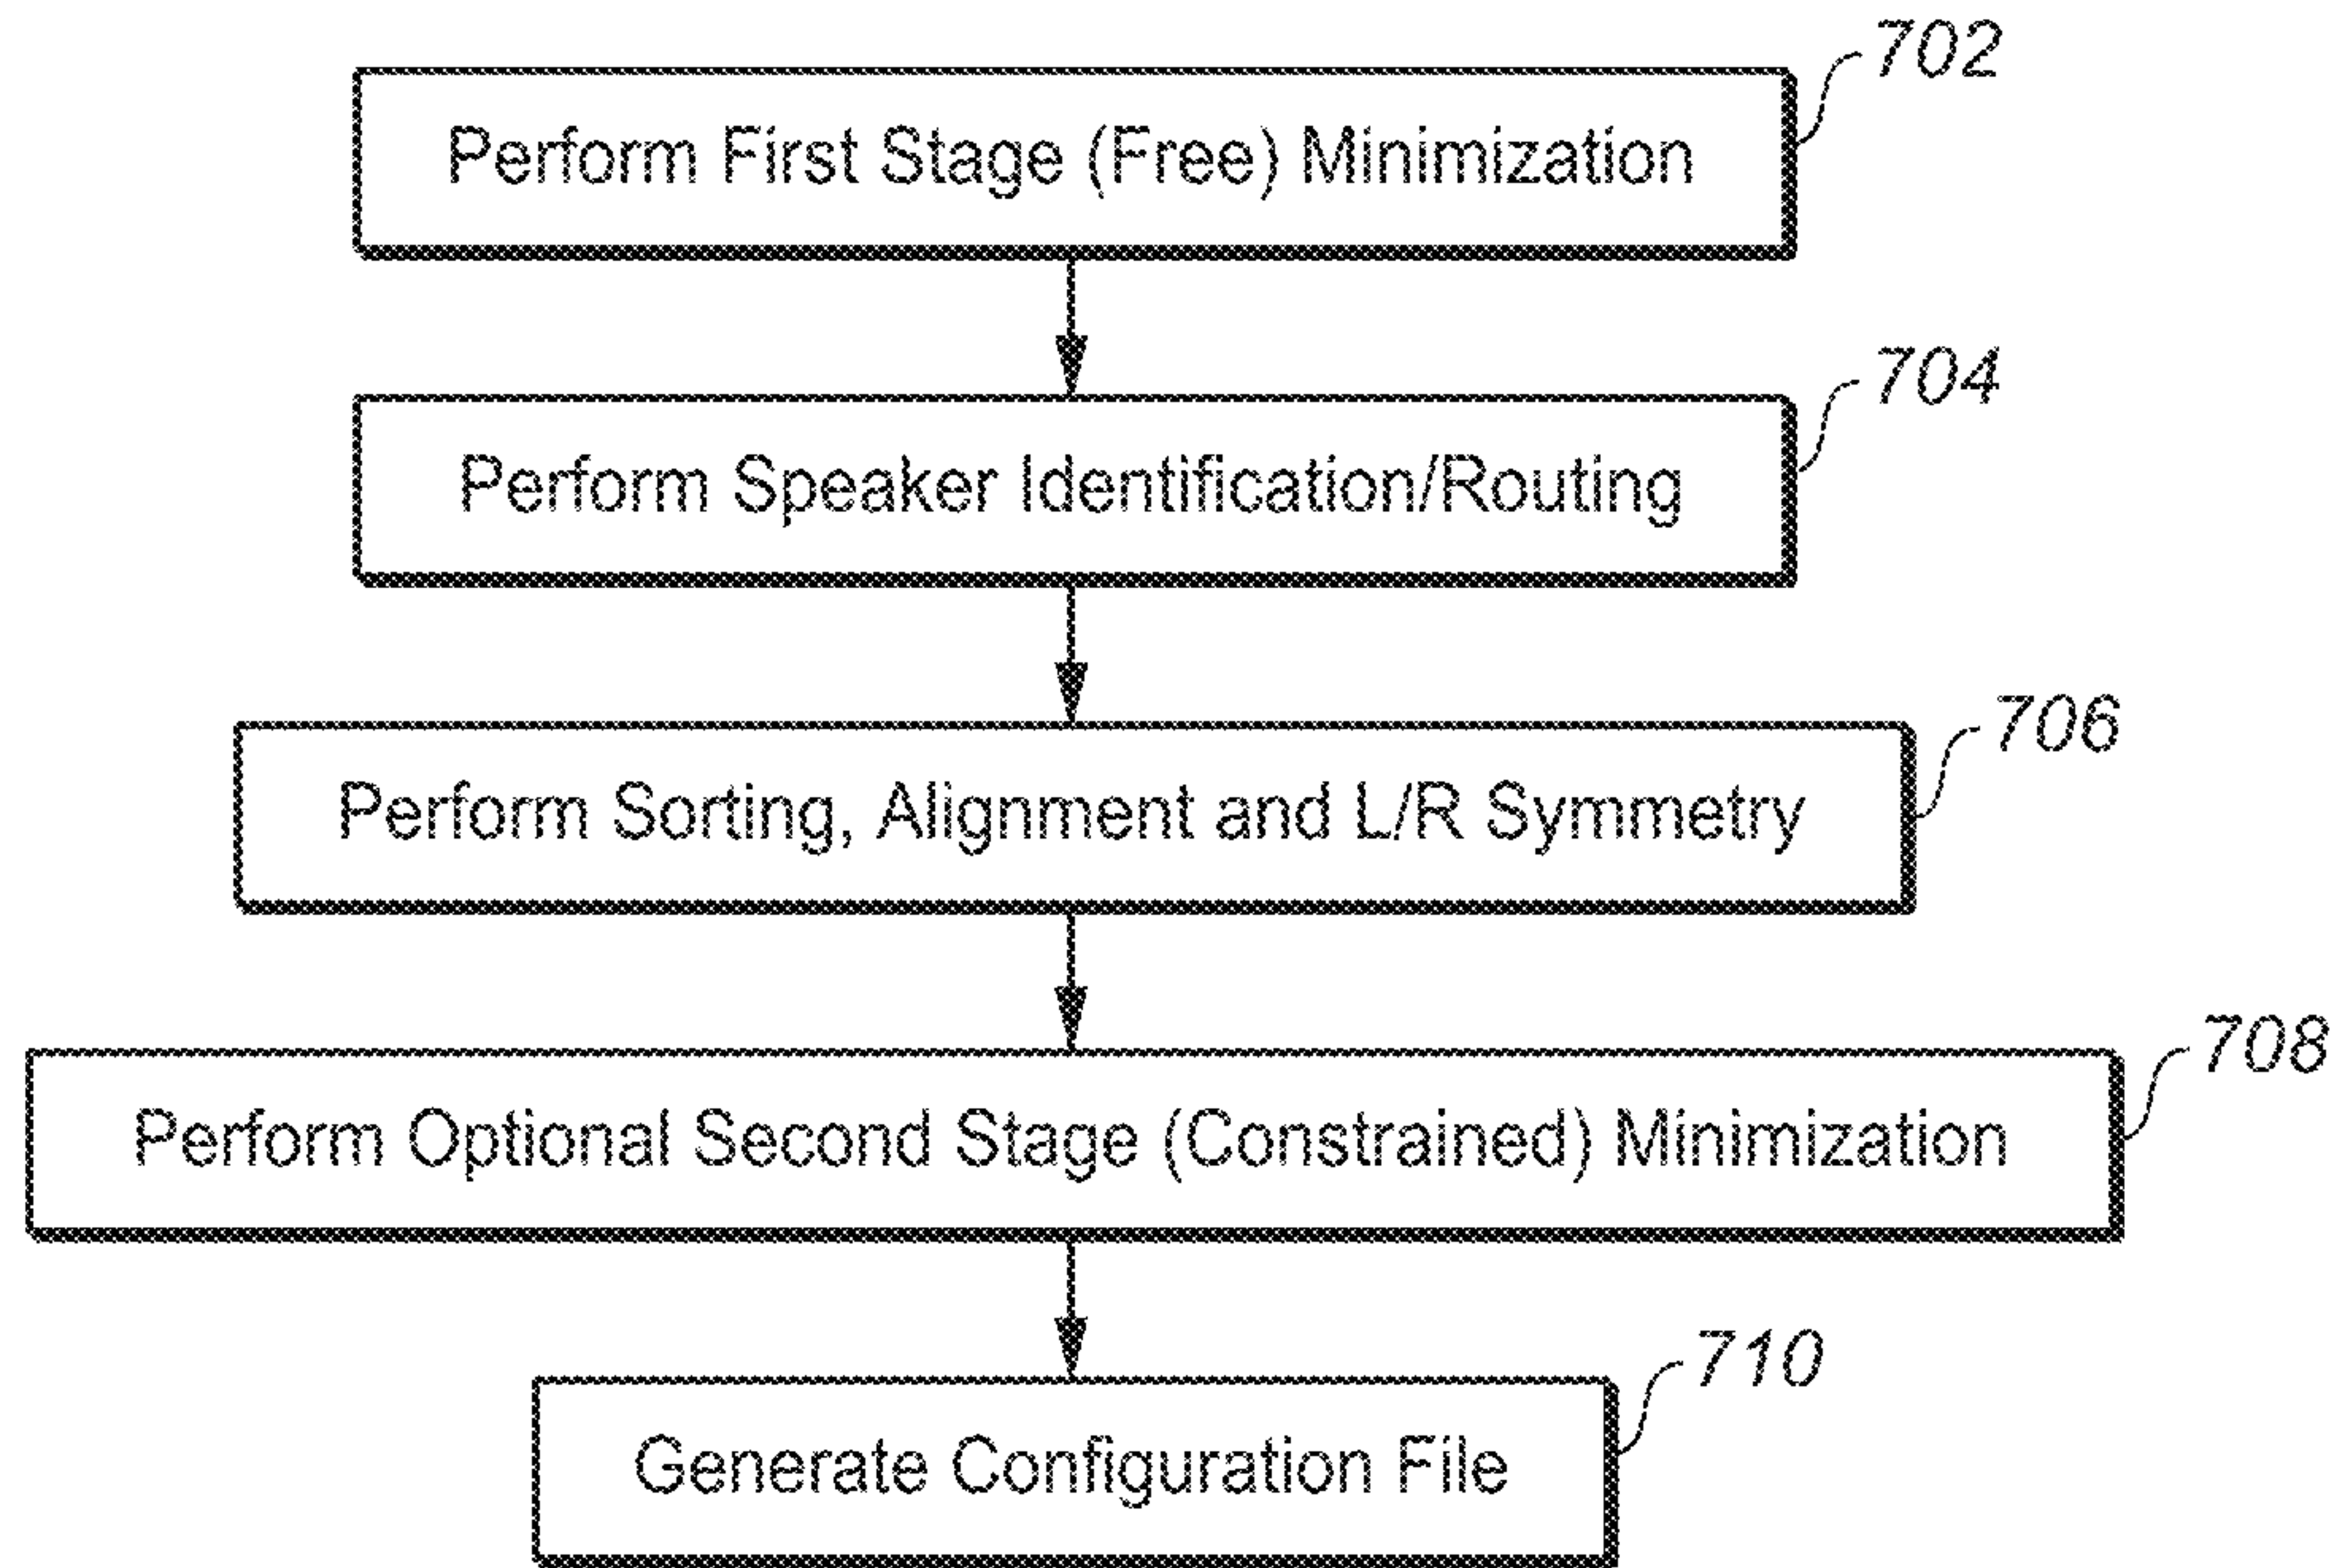 702
Perform First Stage (Free) Minimization
704
Perform Speaker Identification/Routing
706
Perform Sorting, Alignment and L/R Symmetry
708
Perform Optional Second Stage (Constrained) Minimization
710
Generate Configuration File